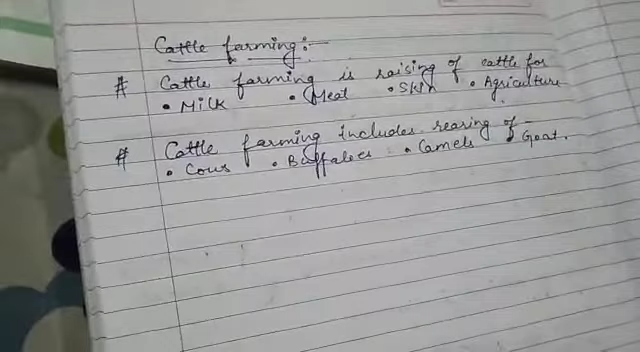 Cattle farming:-
# Cattle farming is raising of cattle for
• Milk • Meat • Skin • Agriculture
# Cattle farming includes rearing of -
• Cows • Buffaloes • Camels • Goat.